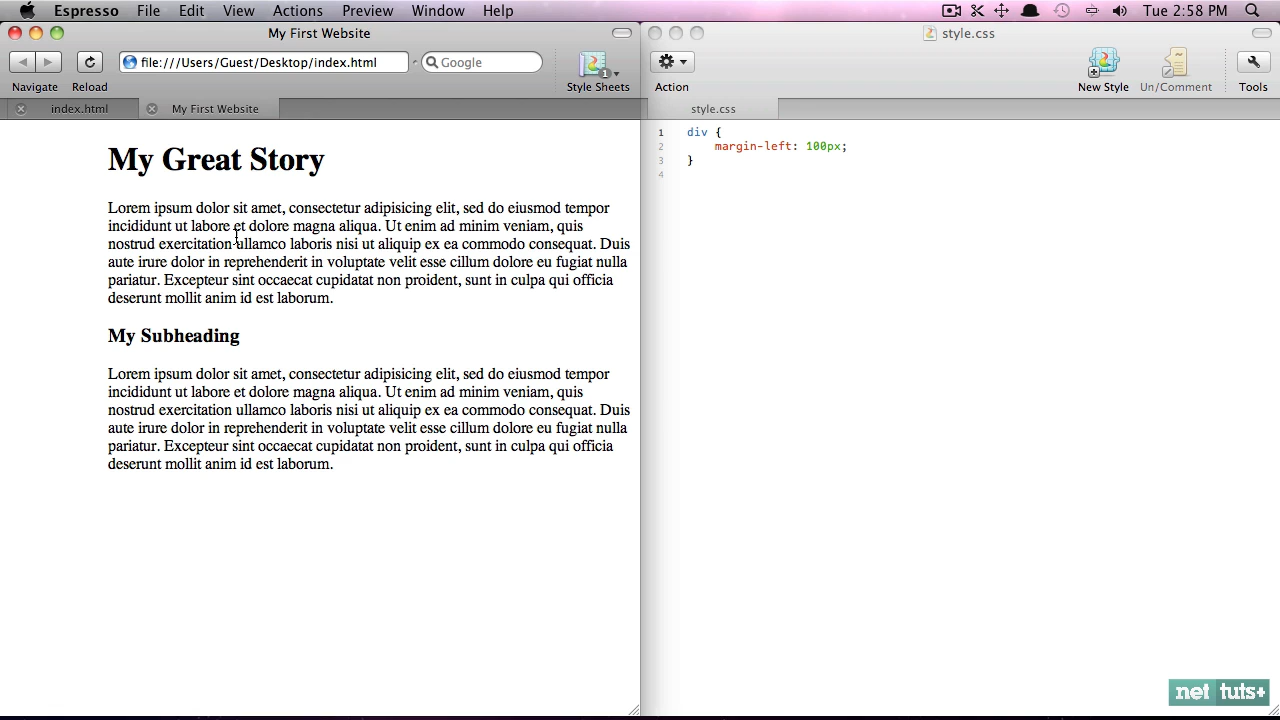 Espresso File Edit View Actions Preview Window Help Tue 2:58 PM
My First Website
file:///Users/Guest/Desktop/index.html
Google
1
Navigate Reload Style Sheets
index.html My First Website
My Great Story
Lorem ipsum dolor sit amet, consectetur adipisicing elit, sed do eiusmod tempor
incididunt ut labore et dolore magna aliqua. Ut enim ad minim veniam, quis
nostrud exercitation ullamco laboris nisi ut aliquip ex ea commodo consequat. Duis
aute irure dolor in reprehenderit in voluptate velit esse cillum dolore eu fugiat nulla
pariatur. Excepteur sint occaecat cupidatat non proident, sunt in culpa qui officia
deserunt mollit anim id est laborum.
My Subheading
Lorem ipsum dolor sit amet, consectetur adipisicing elit, sed do eiusmod tempor
incididunt ut labore et dolore magna aliqua. Ut enim ad minim veniam, quis
nostrud exercitation ullamco laboris nisi ut aliquip ex ea commodo consequat. Duis
aute irure dolor in reprehenderit in voluptate velit esse cillum dolore eu fugiat nulla
pariatur. Excepteur sint occaecat cupidatat non proident, sunt in culpa qui officia
deserunt mollit anim id est laborum.
style.css
Action New Style Un/Comment Tools
style.css
1 div {
2 margin-left: 100px;
3 }
4
net tuts+